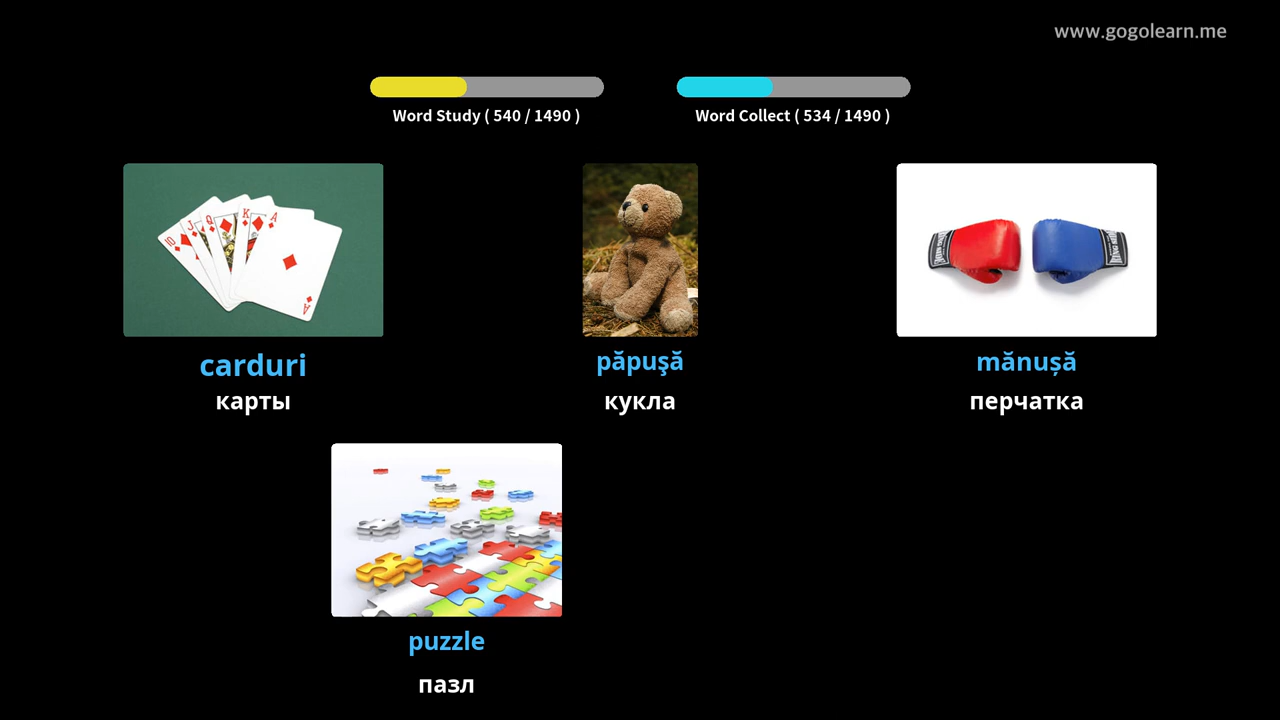 www.gogolearn.me
Word Study ( 540 / 1490 )
Word Collect ( 534 / 1490 )
10 J Q K A
A
carduri
păpuşă
mănușă
карты
кукла
перчатка
puzzle
пазл